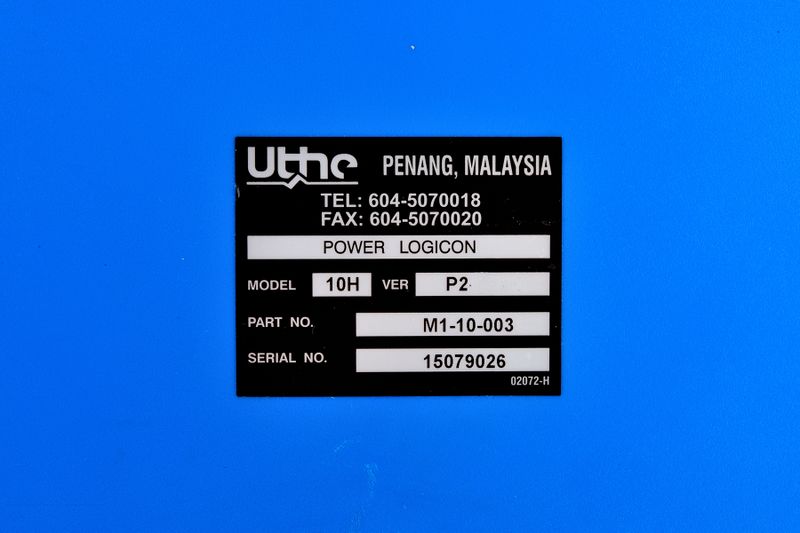 Uthe PENANG, MALAYSIA
TEL: 604-5070018
FAX: 604-5070020
POWER LOGICON
MODEL 10H VER P2
PART NO. M1-10-003
SERIAL NO. 15079026
02072-H